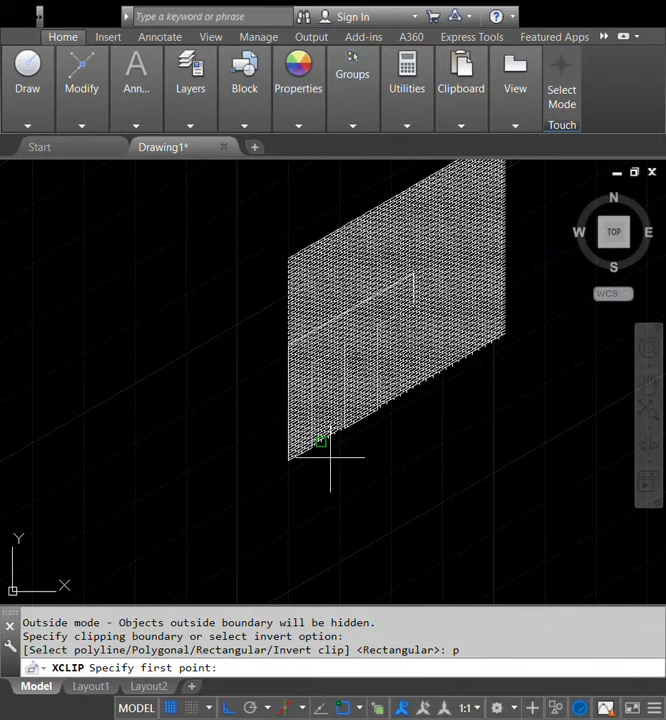 Type a keyword or phrase Sign In ?
Home Insert Annotate View Manage Output Add-ins A360 Express Tools Featured Apps
Draw Modify Ann... Layers Block Properties Groups Utilities Clipboard View Select Mode
Touch
Start Drawing1*
N
W TOP E
S
WCS
Y
X
Outside mode - Objects outside boundary will be hidden.
Specify clipping boundary or select invert option:
[Select polyline/Polygonal/Rectangular/Invert clip] <Rectangular>: p
XCLIP Specify first point:
Model Layout1 Layout2
MODEL 1:1